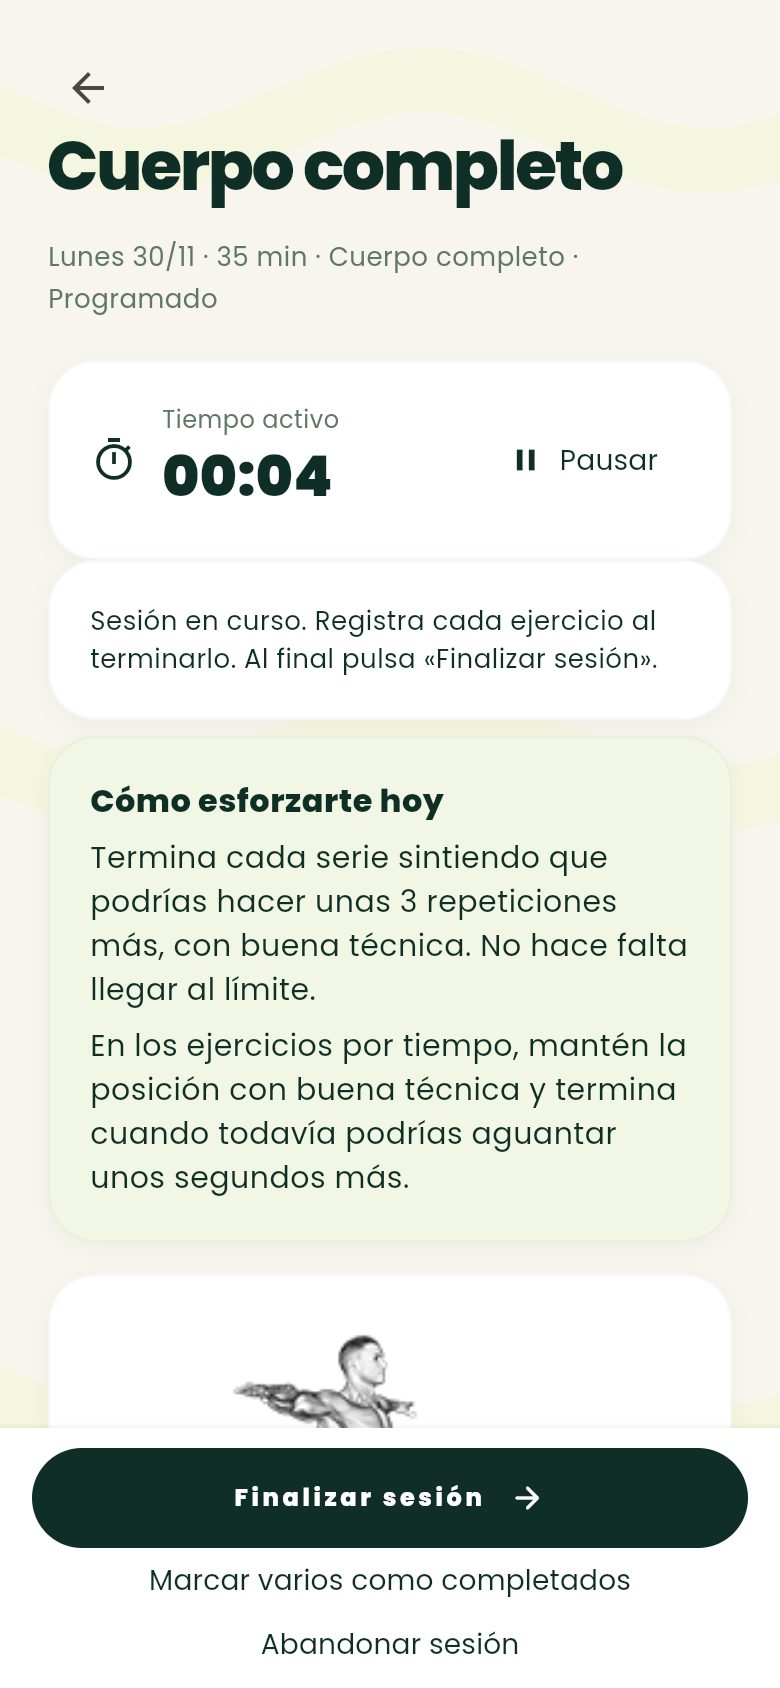 Cuerpo completo
Lunes 30/11 · 35 min · Cuerpo completo ·
Programado
Tiempo activo
00:04
Pausar
Sesión en curso. Registra cada ejercicio al
terminarlo. Al final pulsa «Finalizar sesión».
Cómo esforzarte hoy
Termina cada serie sintiendo que
podrías hacer unas 3 repeticiones
más, con buena técnica. No hace falta
llegar al límite.
En los ejercicios por tiempo, mantén la
posición con buena técnica y termina
cuando todavía podrías aguantar
unos segundos más.
Finalizar sesión
Marcar varios como completados
Abandonar sesión